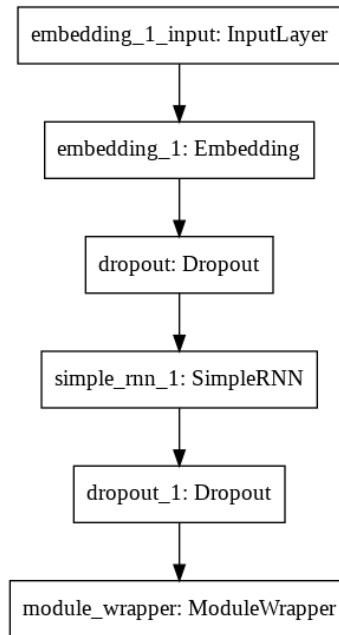 embedding_1_input: InputLayer
embedding_1: Embedding
dropout: Dropout
simple_rnn_1: SimpleRNN
dropout_1: Dropout
module_wrapper: ModuleWrapper